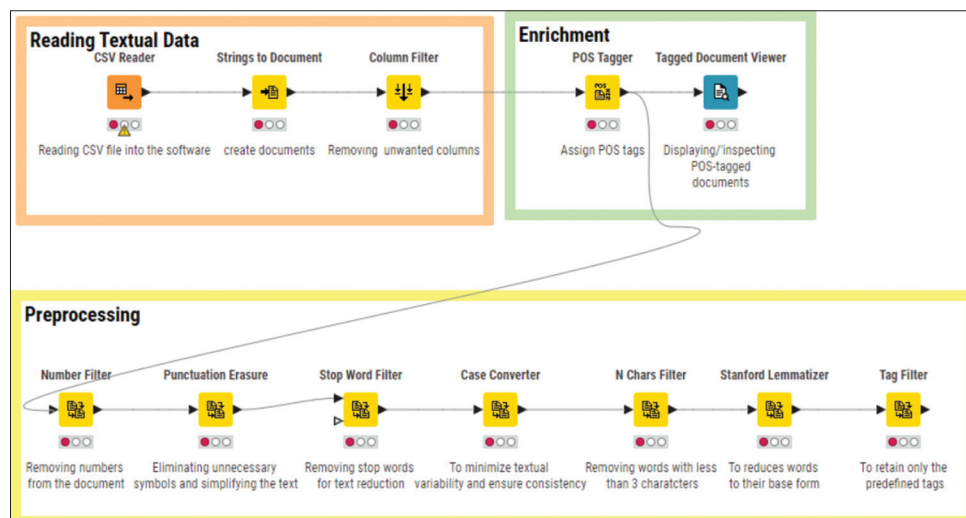 Reading Textual Data
CSV Reader
Strings to Document
Column Filter
Reading CSV file into the software
create documents
Removing unwanted columns
Enrichment
POS Tagger
Tagged Document Viewer
POS
Assign POS tags
Displaying/'inspecting
POS-tagged
documents
Preprocessing
Number Filter
Punctuation Erasure
Stop Word Filter
Case Converter
N Chars Filter
Stanford Lemmatizer
Tag Filter
Removing numbers
from the document
Eliminating unnecessary
symbols and simplifying the text
Removing stop words
for text reduction
To minimize textual
variability and ensure consistency
Removing words with less
than 3 charatcters
To reduces words
to their base form
To retain only the
predefined tags